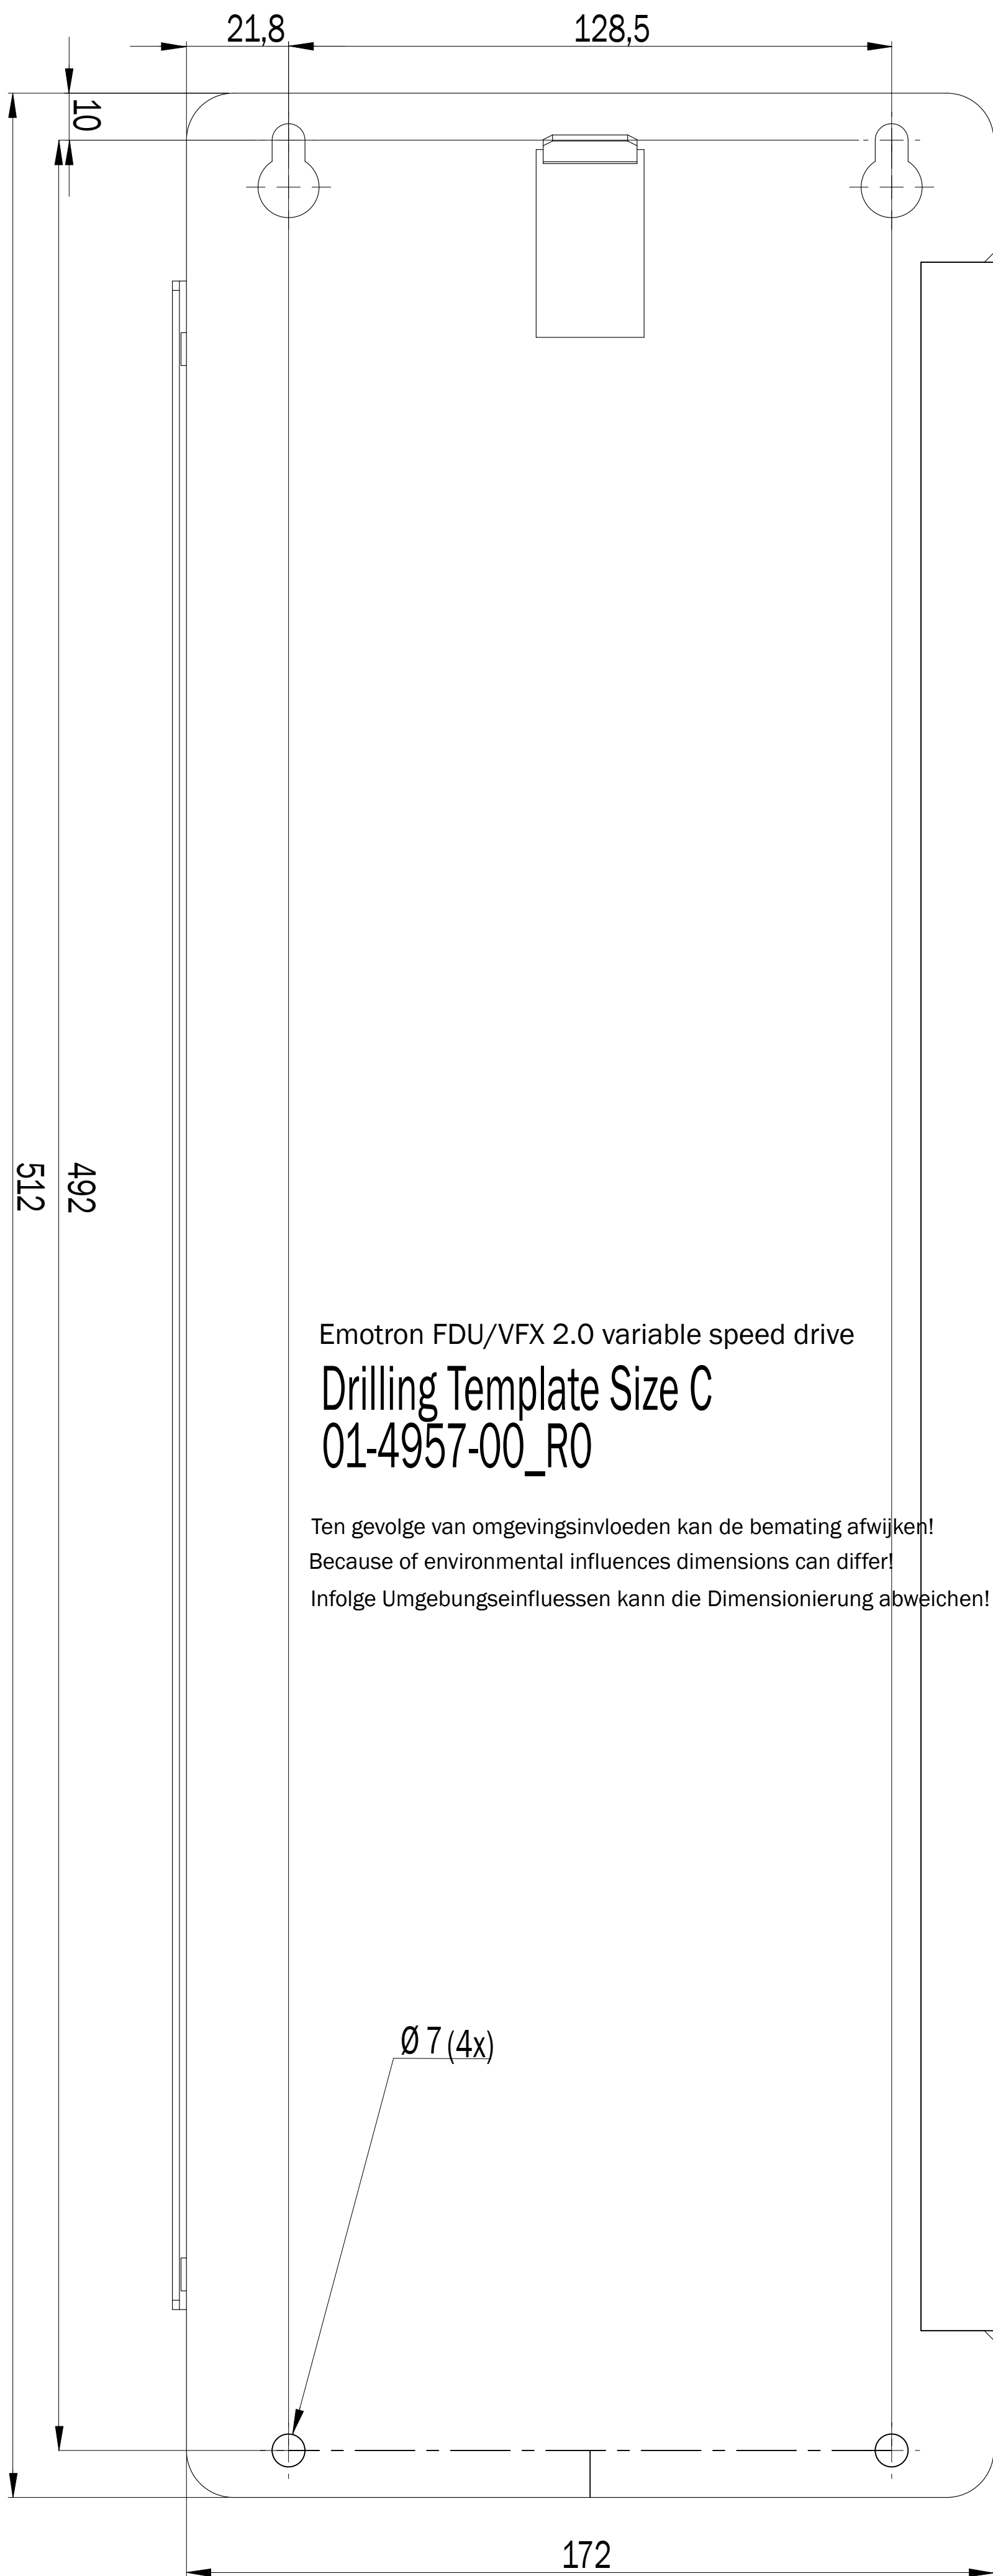 21,8
128,5
10
492
512
Emotron FDU/VFX 2.0 variable speed drive
Drilling Template Size C
01-4957-00_R0
Ten gevolge van omgevingsinvloeden kan de bemating afwijken!
Because of environmental influences dimensions can differ!
Infolge Umgebungseinfluessen kann die Dimensionierung abweichen!
Ø 7 (4x)
172